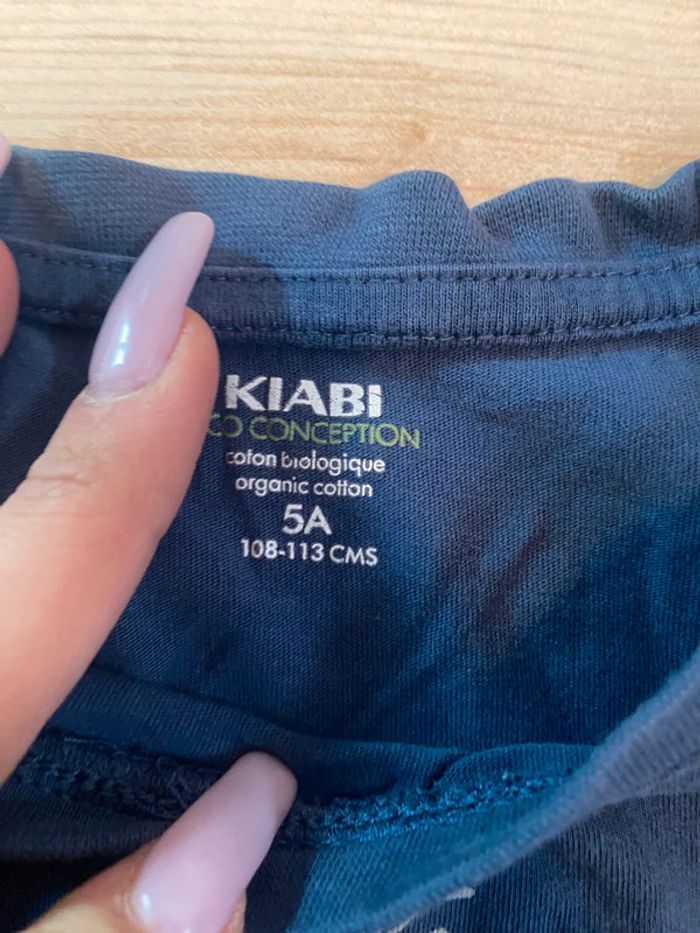 KIABI
CO CONCEPTION
coton biologique
organic cotton
5A
108-113 CMS